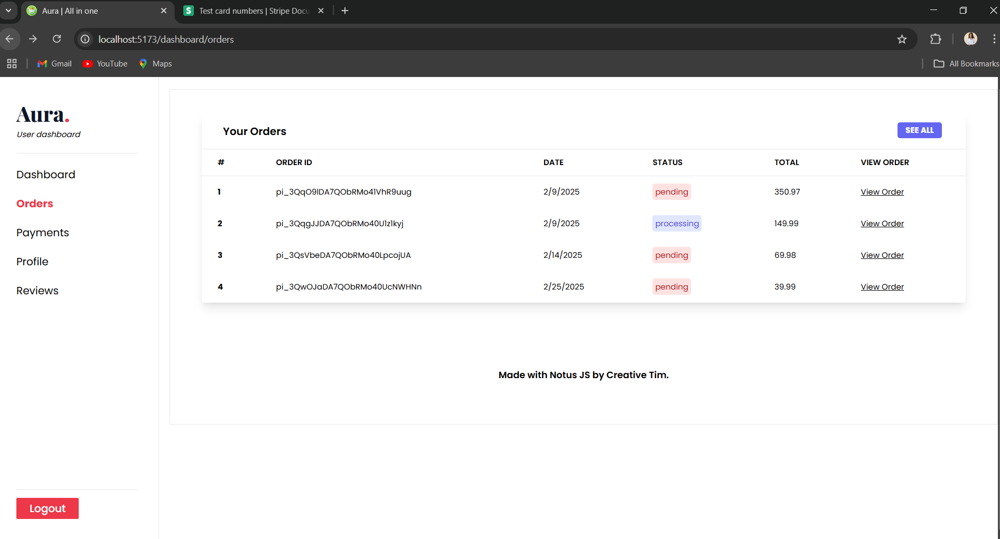 Aura | All in one
Test card numbers | Stripe Docu
localhost:5173/dashboard/orders
Gmail
YouTube
Maps
All Bookmarks
Aura.
User dashboard
Dashboard
Orders
Payments
Profile
Reviews
Logout
Your Orders
SEE ALL
# ORDER ID DATE STATUS TOTAL VIEW ORDER
1 pi_3QqO9lDA7QObRMo41VhR9uug 2/9/2025 pending 350.97 View Order
2 pi_3QqgJJDA7QObRMo40U1z1kyj 2/9/2025 processing 149.99 View Order
3 pi_3QsVbeDA7QObRMo40LpcojUA 2/14/2025 pending 69.98 View Order
4 pi_3QwOJaDA7QObRMo40UcNWHNn 2/25/2025 pending 39.99 View Order
Made with Notus JS by Creative Tim.